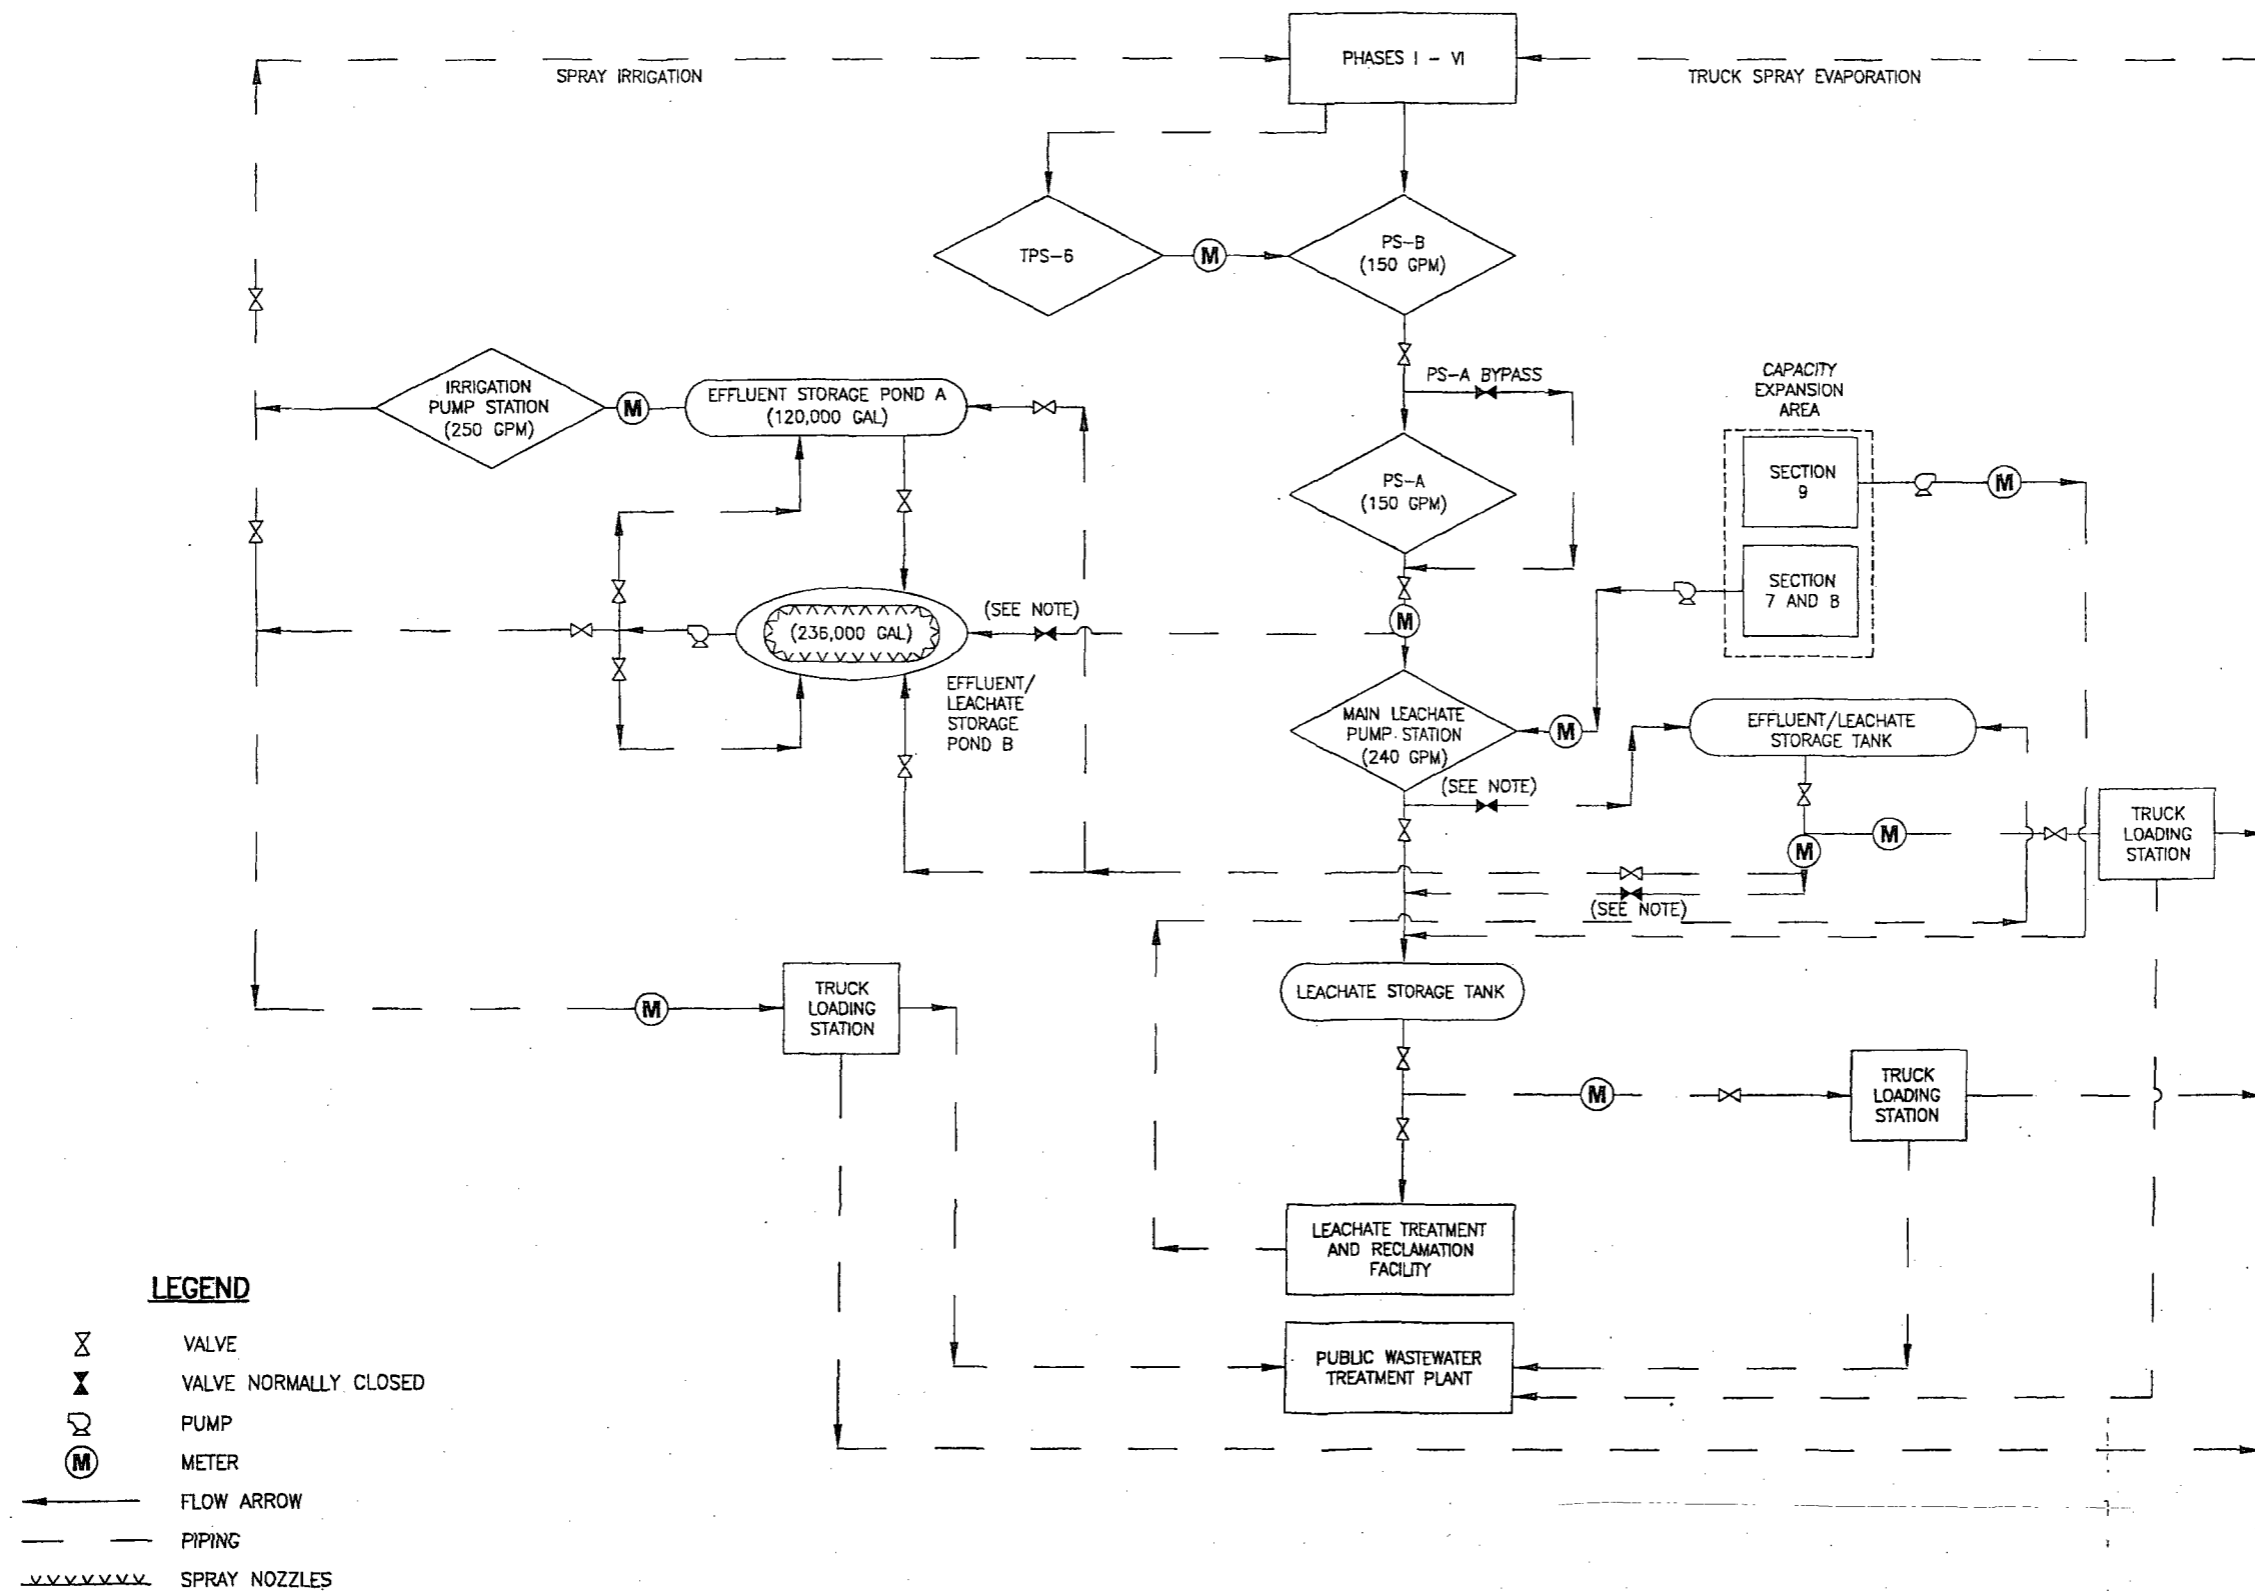 PHASES I - VI
SPRAY IRRIGATION
TRUCK SPRAY EVAPORATION
TPS-6
M
PS-B
(150 GPM)
PS-A BYPASS
CAPACITY
EXPANSION
AREA
IRRIGATION
PUMP STATION
(250 GPM)
M
EFFLUENT STORAGE POND A
(120,000 GAL)
PS-A
(150 GPM)
SECTION
9
M
SECTION
7 AND 8
(SEE NOTE)
(236,000 GAL)
M
EFFLUENT/
LEACHATE
STORAGE
POND B
MAIN LEACHATE
PUMP STATION
(240 GPM)
M
EFFLUENT/LEACHATE
STORAGE TANK
(SEE NOTE)
M
M
TRUCK
LOADING
STATION
(SEE NOTE)
M
TRUCK
LOADING
STATION
LEACHATE STORAGE TANK
M
TRUCK
LOADING
STATION
LEACHATE TREATMENT
AND RECLAMATION
FACILITY
PUBLIC WASTEWATER
TREATMENT PLANT
LEGEND
VALVE
VALVE NORMALLY CLOSED
PUMP
M METER
FLOW ARROW
PIPING
SPRAY NOZZLES